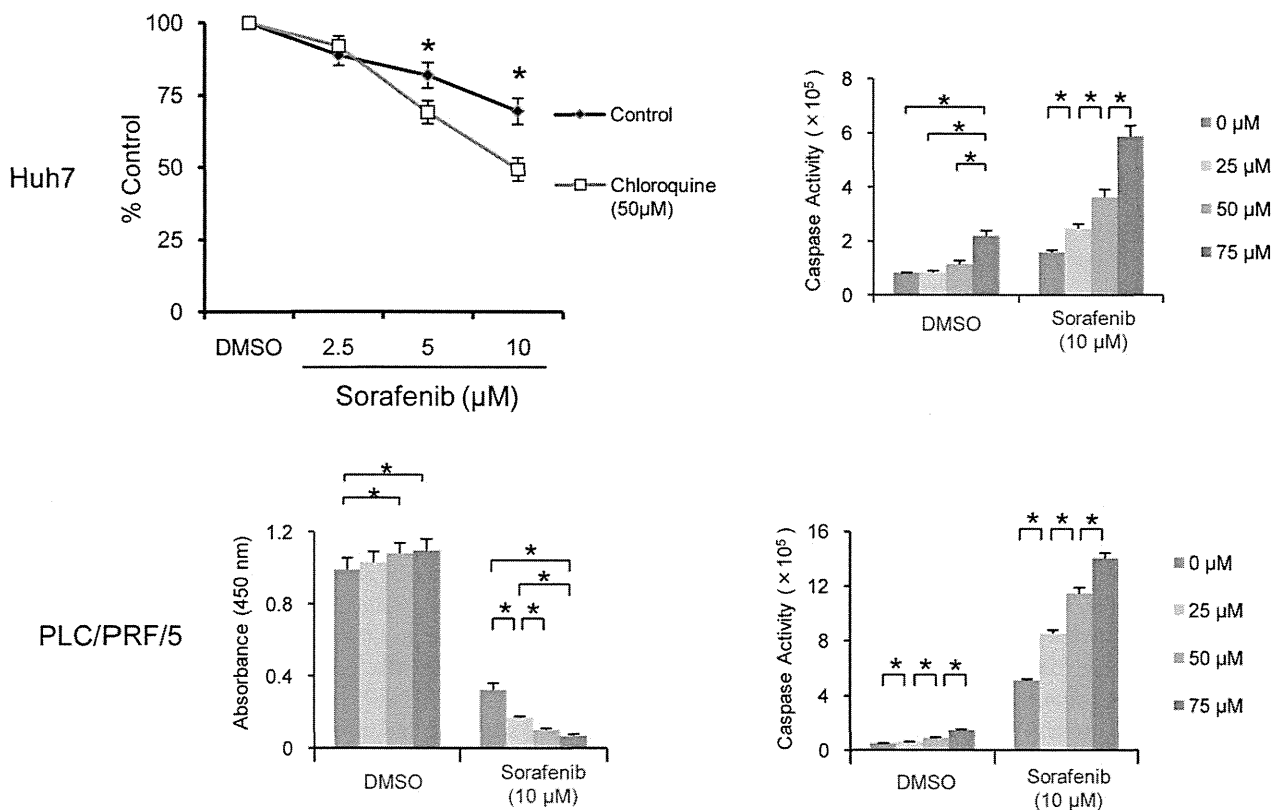 Huh7
% Control
100
75
50
25
0
* *
Control
Chloroquine
(50µM)
DMSO 2.5 5 10
Sorafenib (µM)
Caspase Activity ( × 10⁵)
8
6
4
2
0
* * *
* * *
DMSO
Sorafenib
(10 µM)
0 µM
25 µM
50 µM
75 µM
PLC/PRF/5
Absorbance (450 nm)
1.2
0.8
0.4
0
* *
* * * *
DMSO
Sorafenib
(10 µM)
Caspase Activity ( × 10⁵)
16
12
8
4
0
* * *
* * *
DMSO
Sorafenib
(10 µM)
0 µM
25 µM
50 µM
75 µM